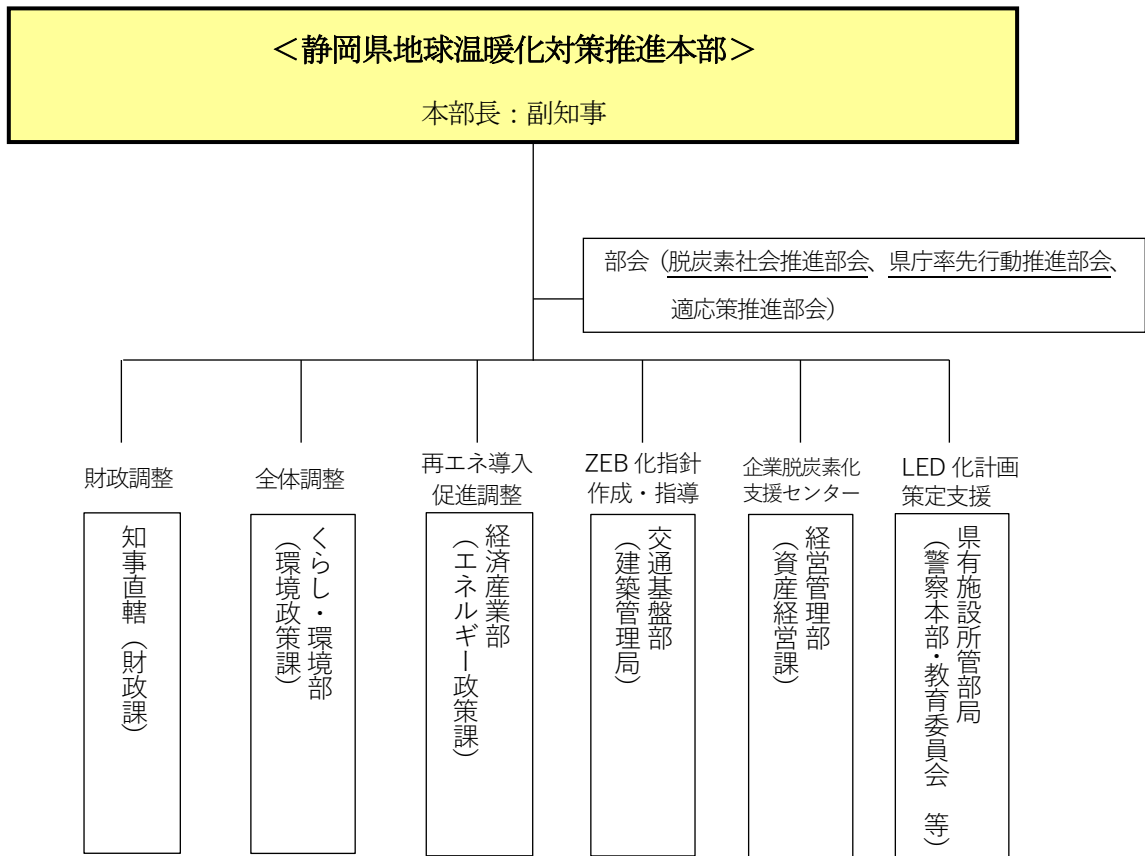 ＜静岡県地球温暖化対策推進本部＞
本部長：副知事
部会（脱炭素社会推進部会、県庁率先行動推進部会、
適応策推進部会）
財政調整
知事直轄（財政課）
全体調整
くらし・環境部
（環境政策課）
再エネ導入
促進調整
経済産業部
（エネルギー政策課）
ZEB 化指針
作成・指導
交通基盤部
（建築管理局）
企業脱炭素化
支援センター
経営管理部
（資産経営課）
LED 化計画
策定支援
県有施設所管部局
（警察本部・教育委員会　等）